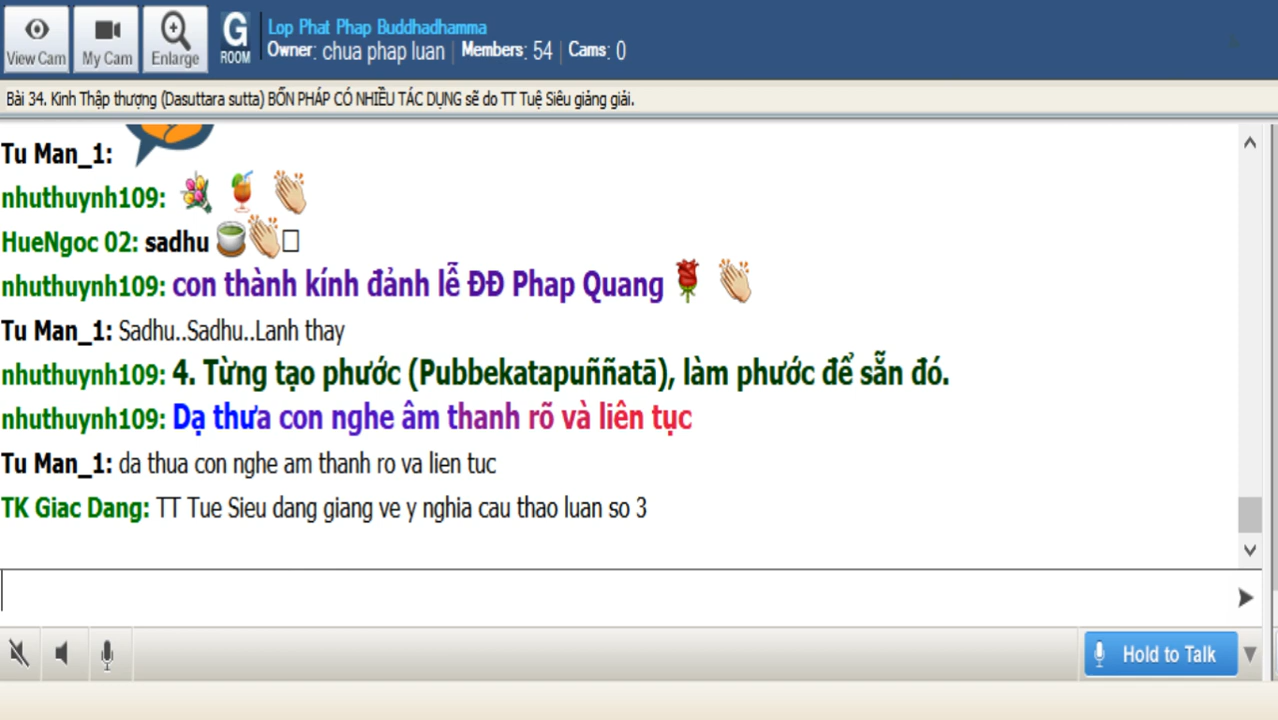 View Cam
My Cam
Enlarge
G
ROOM
Lop Phat Phap Buddhadhamma
Owner: chua phap luan | Members: 54 | Cams: 0
Bài 34. Kinh Thập thượng (Dasuttara sutta) BỐN PHÁP CÓ NHIỀU TÁC DỤNG sẽ do TT Tuệ Siêu giảng giải.
Tu Man_1:
nhuthuynh109:
HueNgoc 02: sadhu
nhuthuynh109: con thành kính đảnh lễ ĐĐ Phap Quang
Tu Man_1: Sadhu..Sadhu..Lanh thay
nhuthuynh109: 4. Từng tạo phước (Pubbekatapuññatā), làm phước để sẵn đó.
nhuthuynh109: Dạ thưa con nghe âm thanh rõ và liên tục
Tu Man_1: da thua con nghe am thanh ro va lien tuc
TK Giac Dang: TT Tue Sieu dang giang ve y nghia cau thao luan so 3
Hold to Talk